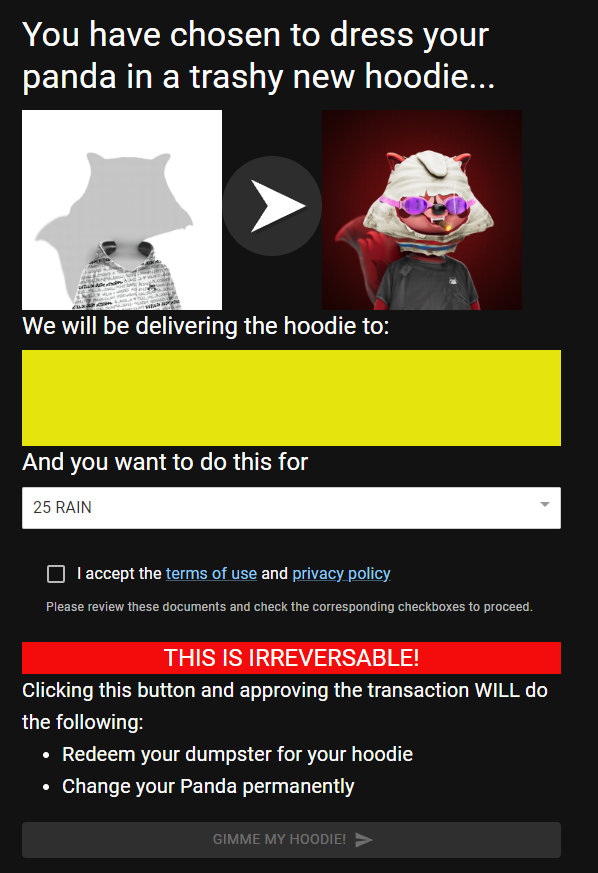 You have chosen to dress your
panda in a trashy new hoodie...
We will be delivering the hoodie to:
And you want to do this for
25 RAIN
I accept the terms of use and privacy policy
Please review these documents and check the corresponding checkboxes to proceed.
THIS IS IRREVERSABLE!
Clicking this button and approving the transaction WILL do
the following:
• Redeem your dumpster for your hoodie
• Change your Panda permanently
GIMME MY HOODIE!